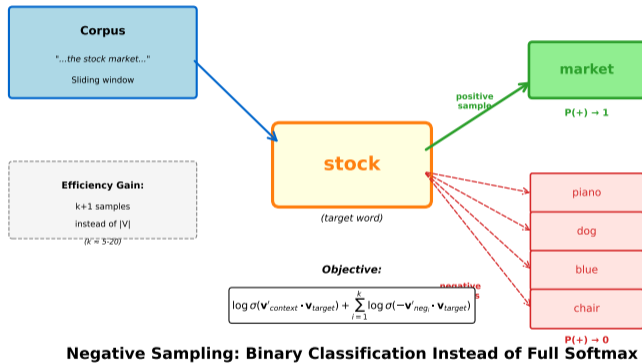 Corpus
"...the stock market..."
Sliding window
market
positive
sample
P(+) → 1
stock
(target word)
Efficiency Gain:
k+1 samples
instead of |V|
(k ≈ 5-20)
piano
dog
blue
chair
P(+) → 0
Objective:
negative
log σ(v′context · vtarget) + ∑ᵏᵢ₌₁ log σ(−v′negᵢ · vtarget)
Negative Sampling: Binary Classification Instead of Full Softmax